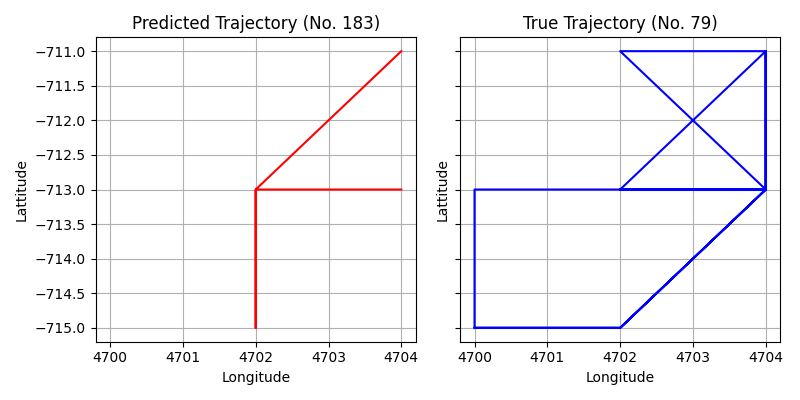 Predicted Trajectory (No. 183)
True Trajectory (No. 79)
−711.0
−711.5
−712.0
−712.5
−713.0
−713.5
−714.0
−714.5
−715.0
Lattitude
Lattitude
4700 4701 4702 4703 4704
4700 4701 4702 4703 4704
Longitude
Longitude